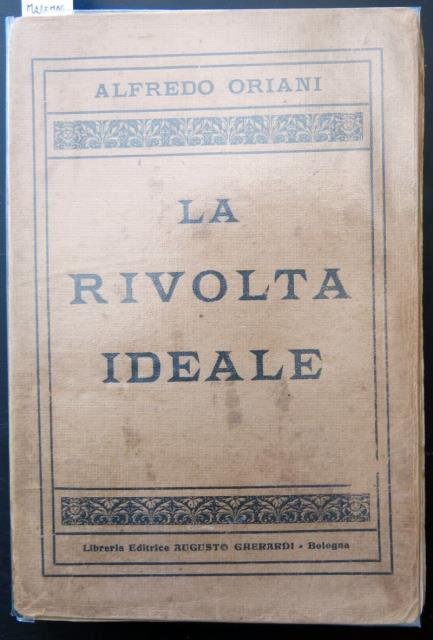 ALFREDO ORIANI
LA
RIVOLTA
IDEALE
Libreria Editrice AUGUSTO GHERARDI - Bologna